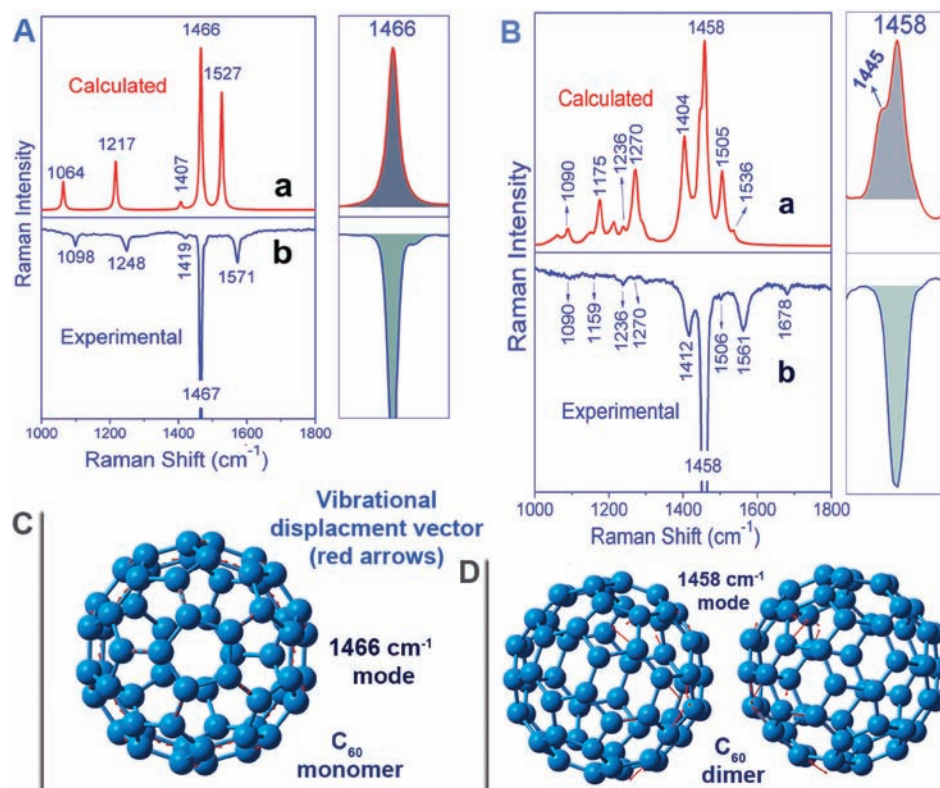 A
1466
1466
Calculated
1527
1217
1064
1407
a
Raman Intensity
b
1098
1248
1419
1571
Experimental
1467
1000
1200
1400
1600
1800
Raman Shift (cm⁻¹)
B
1458
1458
1445
Calculated
1404
1270
1236
1175
1090
1505
1536
a
Raman Intensity
1090
1159
1236
1270
1412
1506
1561
1678
b
Experimental
1458
1000
1200
1400
1600
1800
Raman Shift (cm⁻¹)
C
Vibrational
displacment vector
(red arrows)
1466 cm⁻¹
mode
C₆₀
monomer
D
1458 cm⁻¹
mode
C₆₀
dimer